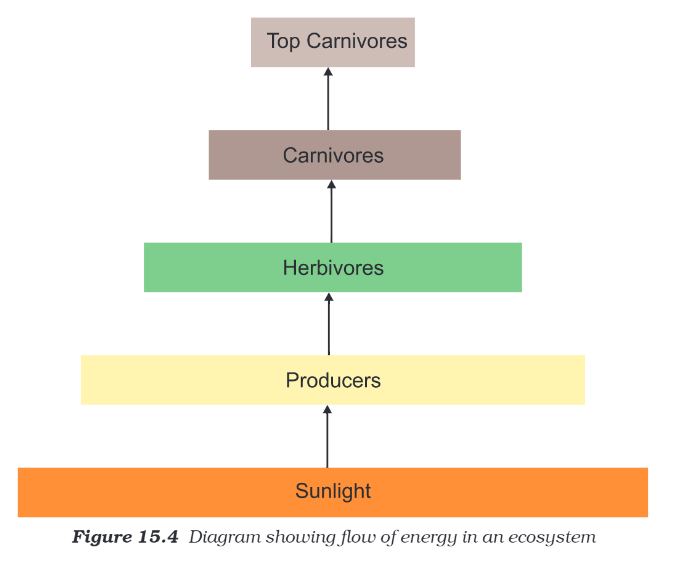 Top Carnivores
Carnivores
Herbivores
Producers
Sunlight
Figure 15.4 Diagram showing flow of energy in an ecosystem